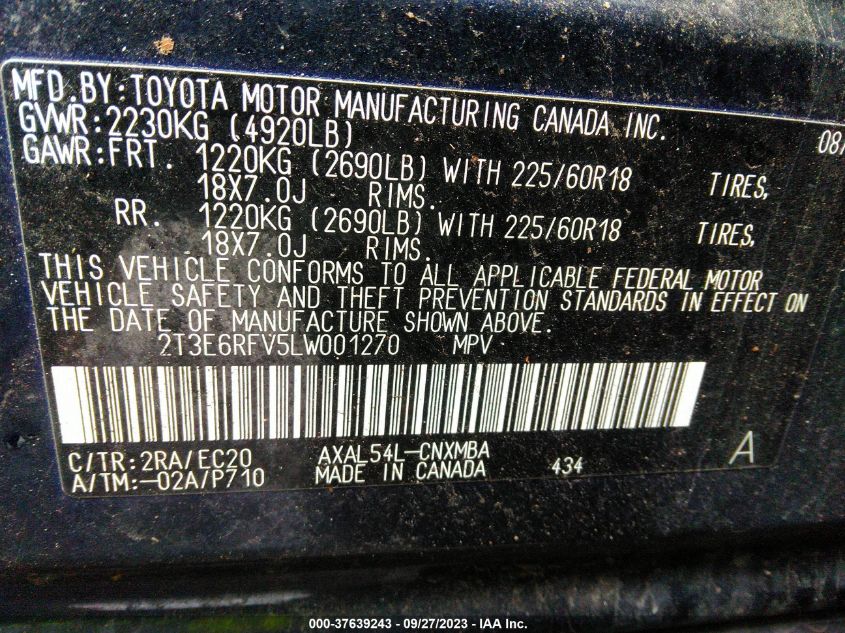 MFD BY:TOYOTA MOTOR MANUFACTURING CANADA INC. 08/
GVWR:2230KG (4920LB)
GAWR:FRT. 1220KG (2690LB) WITH 225/60R18 TIRES,
18X7.0J RIMS.
RR. 1220KG (2690LB) WITH 225/60R18 TIRES,
18X7.0J RIMS.
THIS VEHICLE CONFORMS TO ALL APPLICABLE FEDERAL MOTOR
VEHICLE SAFETY AND THEFT PREVENTION STANDARDS IN EFFECT ON
THE DATE OF MANUFACTURE SHOWN ABOVE.
2T3E6RFV5LW001270 MPV
C/TR:2RA/EC20 AXAL54L-CNXMBA A
A/TM:-02A/P710 MADE IN CANADA 434
000-37639243 - 09/27/2023 - IAA Inc.